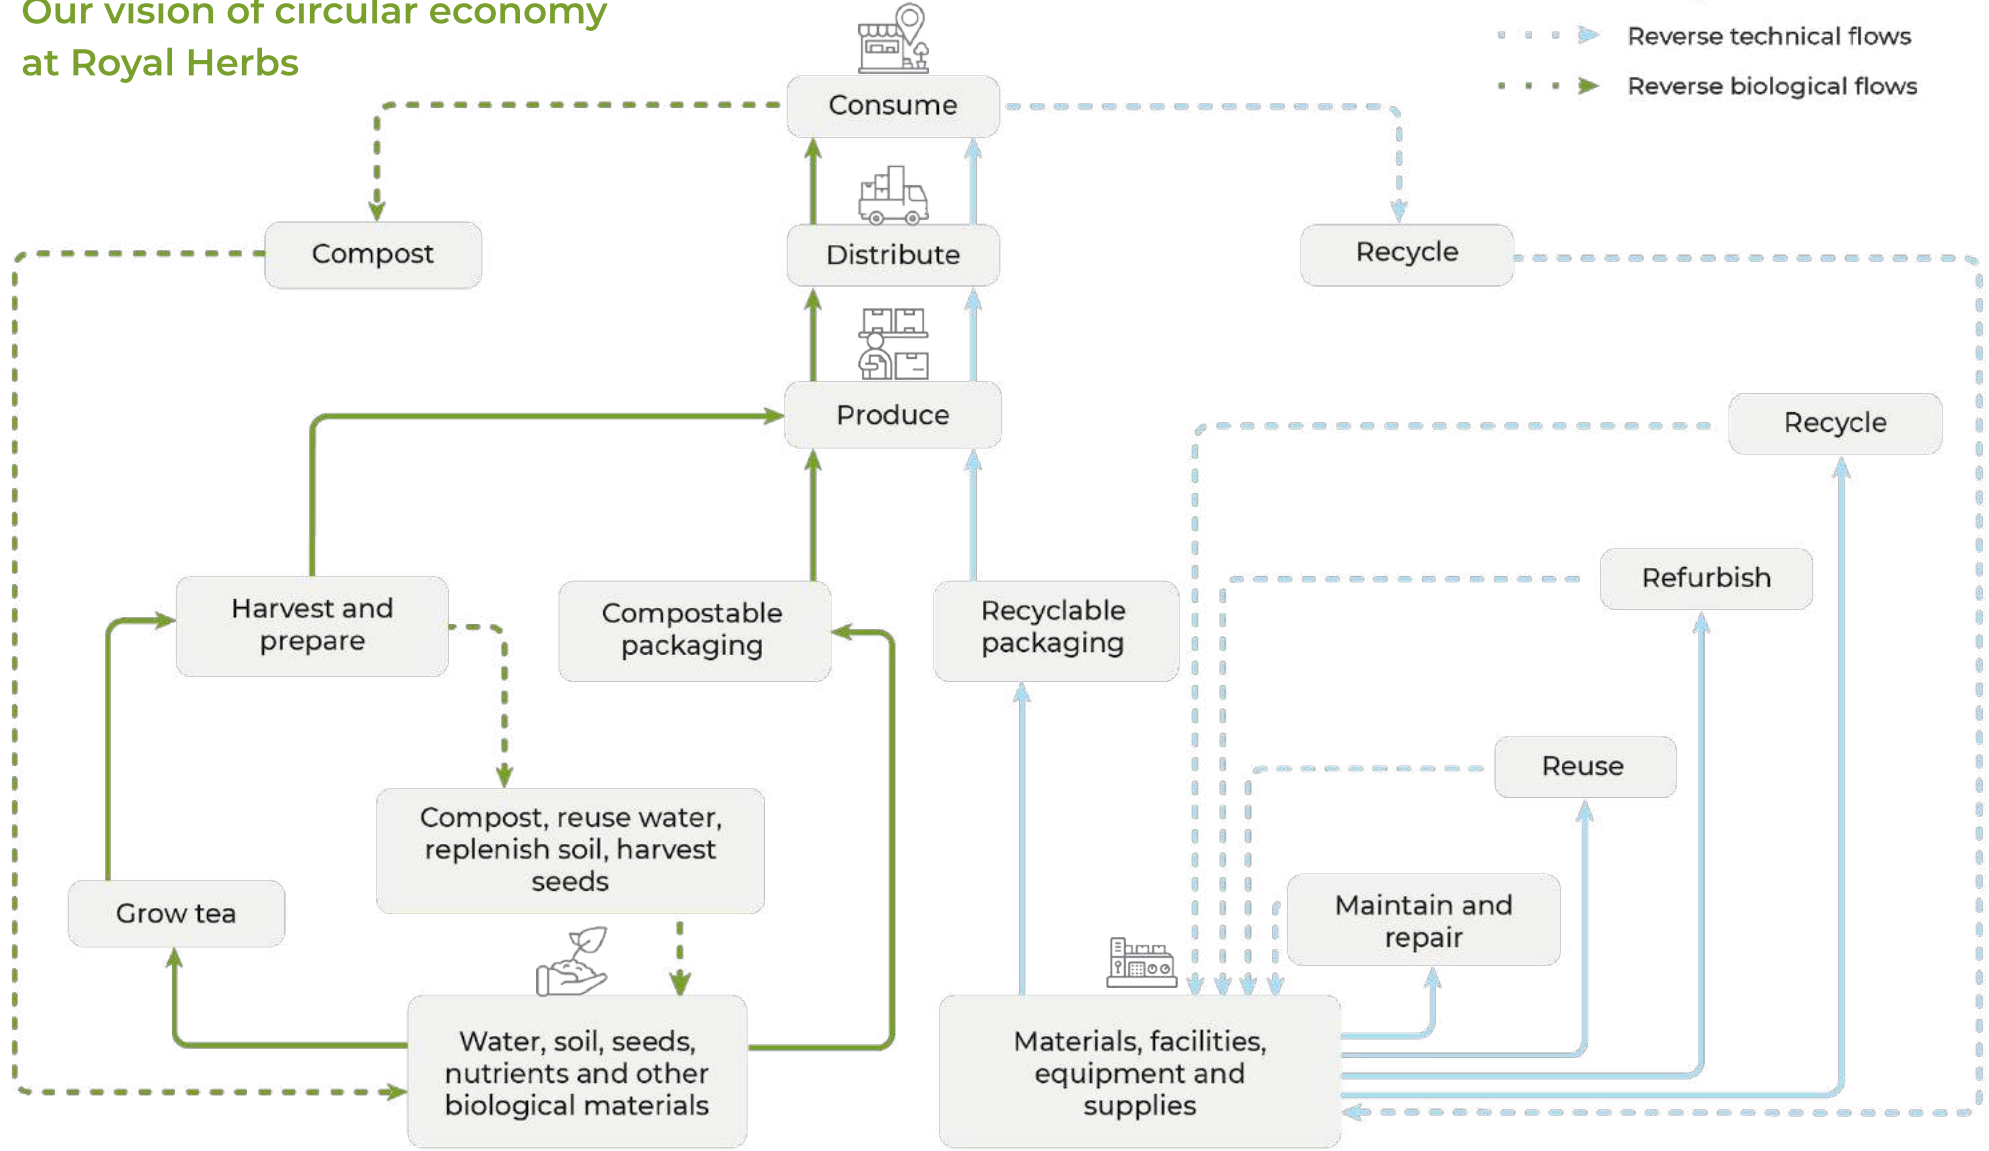 Our vision of circular economy
at Royal Herbs
Reverse technical flows
Reverse biological flows
Consume
Compost
Distribute
Recycle
Produce
Recycle
Harvest and
prepare
Compostable
packaging
Recyclable
packaging
Refurbish
Reuse
Compost, reuse water,
replenish soil, harvest
seeds
Grow tea
Maintain and
repair
Water, soil, seeds,
nutrients and other
biological materials
Materials, facilities,
equipment and
supplies